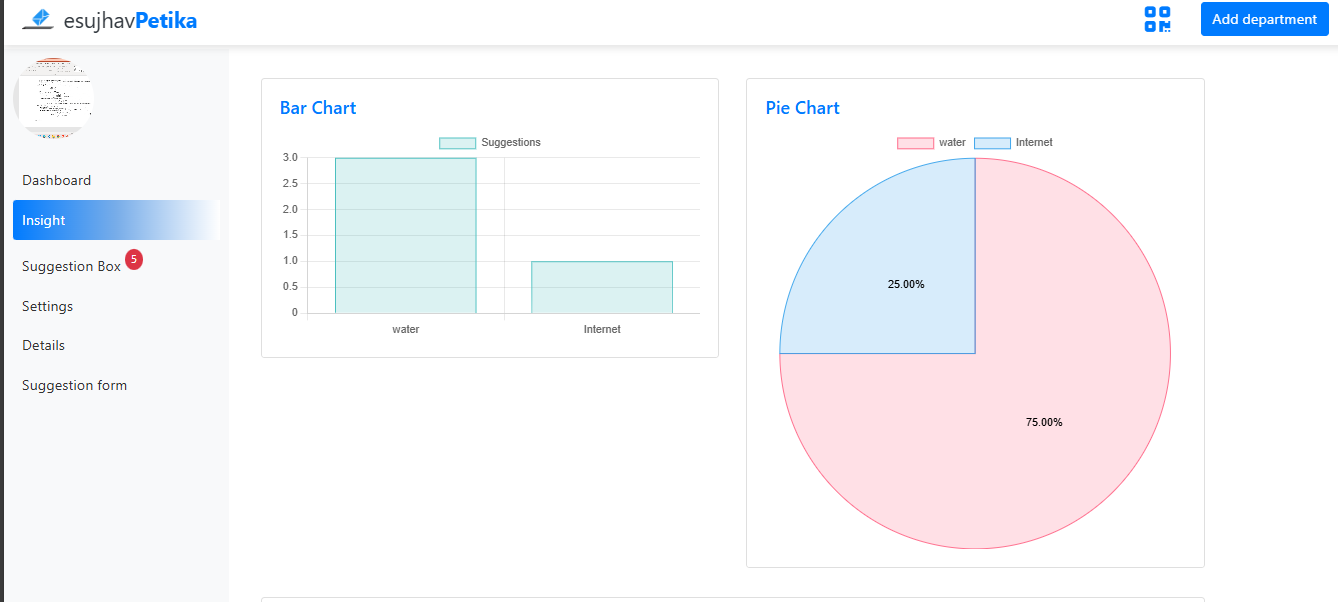 esujhavPetika
Add department
Dashboard
Insight
Suggestion Box 5
Settings
Details
Suggestion form
Bar Chart
Suggestions
3.0
2.5
2.0
1.5
1.0
0.5
0
water Internet
Pie Chart
water Internet
25.00%
75.00%